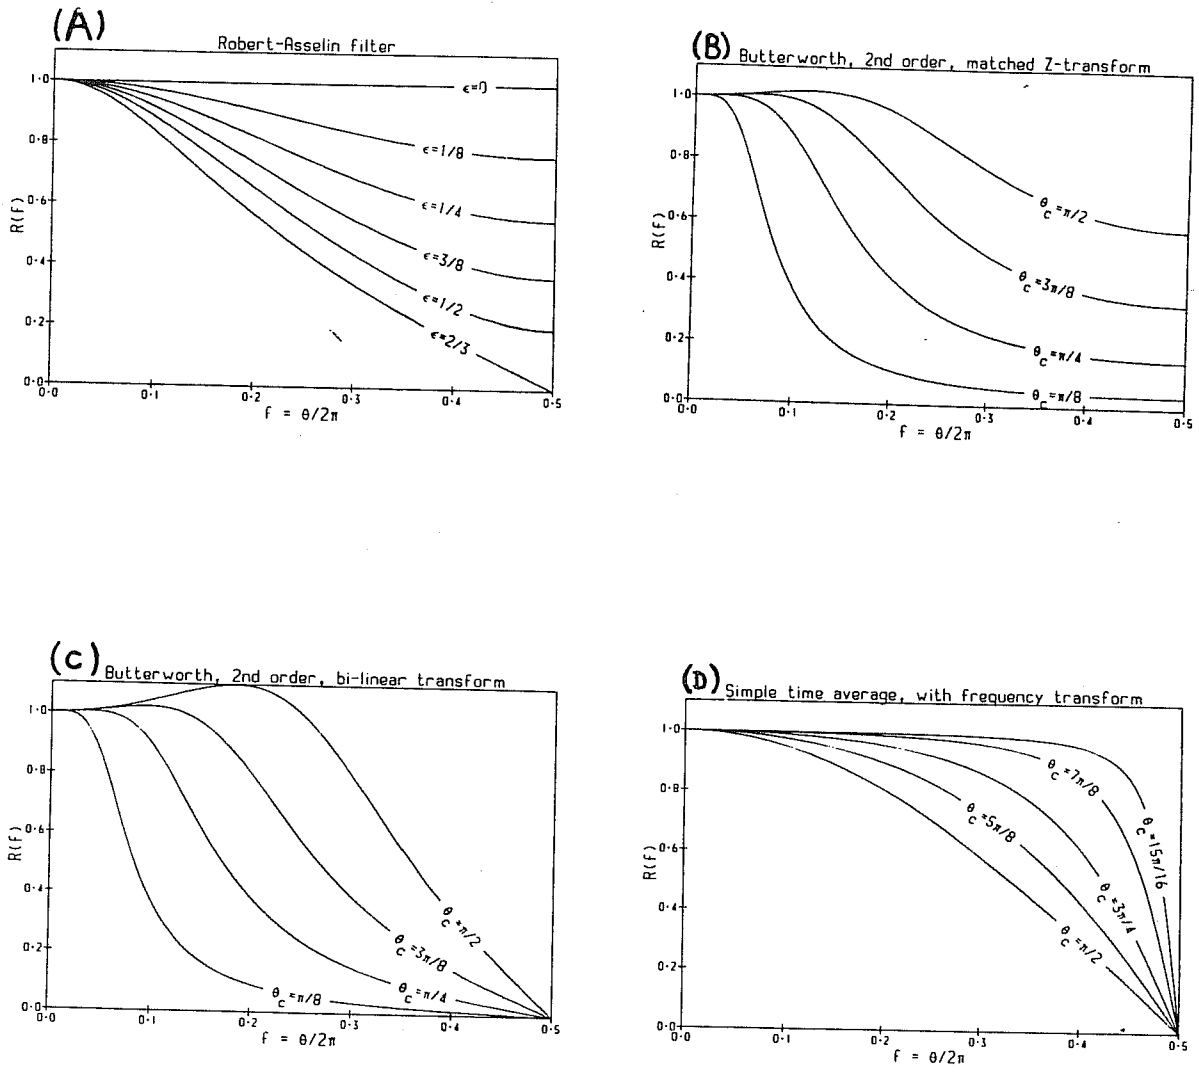 (A)
Robert-Asselin filter
R(f)
1.0
0.8
0.6
0.4
0.2
0.0
ϵ=0
ϵ=1/8
ϵ=1/4
ϵ=3/8
ϵ=1/2
ϵ=2/3
0.0 0.1 0.2 0.3 0.4 0.5
f = θ/2π
(B)
Butterworth, 2nd order, matched Z-transform
R(f)
1.0
0.8
0.6
0.4
0.2
0.0
θc=π/2
θc=3π/8
θc=π/4
θc=π/8
0.0 0.1 0.2 0.3 0.4 0.5
f = θ/2π
(C)
Butterworth, 2nd order, bi-linear transform
R(f)
1.0
0.8
0.6
0.4
0.2
0.0
θc=π/2
θc=3π/8
θc=π/4
θc=π/8
0.0 0.1 0.2 0.3 0.4 0.5
f = θ/2π
(D)
Simple time average, with frequency transform
R(f)
1.0
0.8
0.6
0.4
0.2
0.0
θc=7π/8
θc=15π/16
θc=5π/8
θc=3π/4
θc=π/2
0.0 0.1 0.2 0.3 0.4 0.5
f = θ/2π